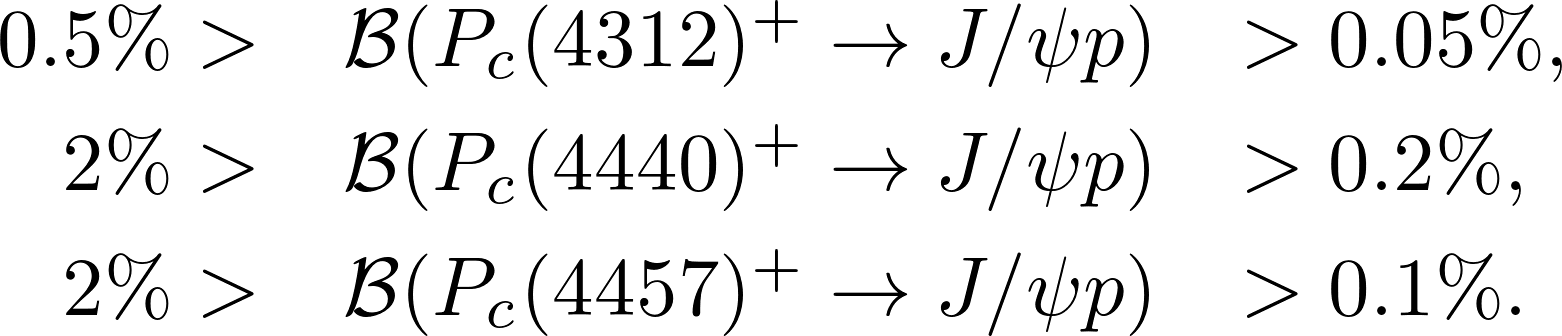 0.5% > ℬ(P_c(4312)^+ → J/ψp) > 0.05%,
2% > ℬ(P_c(4440)^+ → J/ψp) > 0.2%,
2% > ℬ(P_c(4457)^+ → J/ψp) > 0.1%.